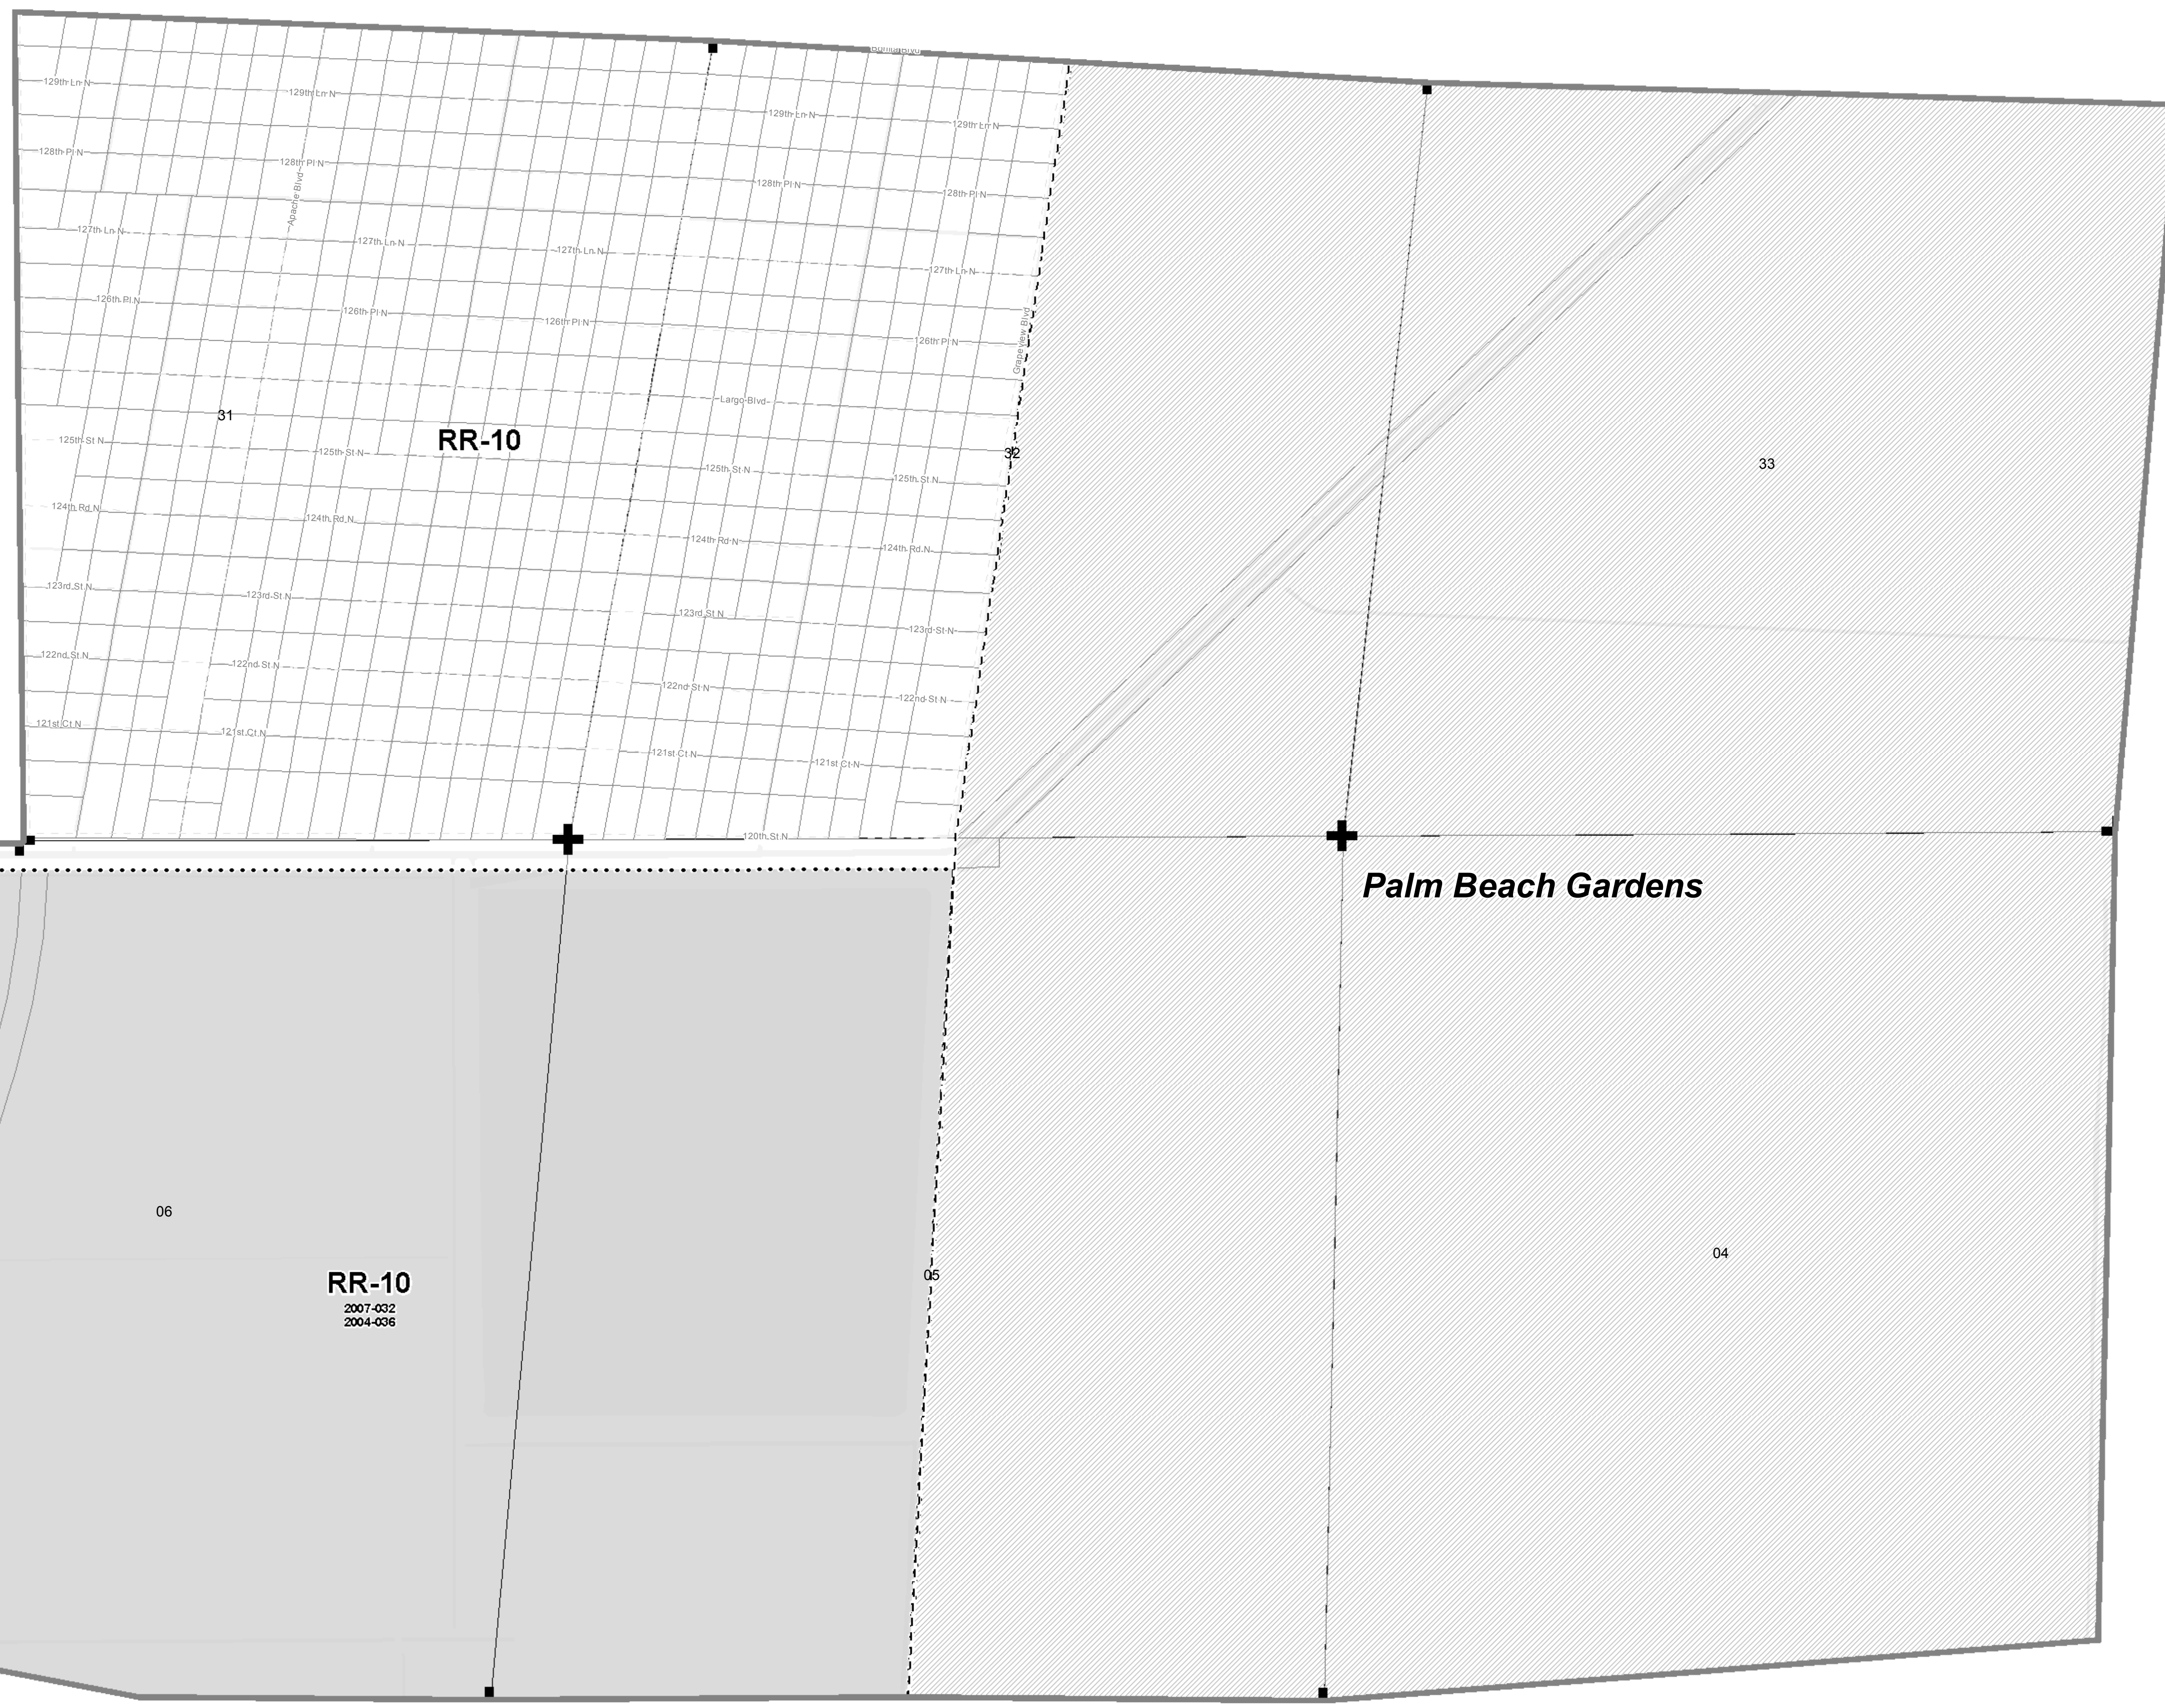 129th Ln N
129th Ln N
129th Ln N
129th Ln N
128th Pl N
128th Pl N
128th Pl N
128th Pl N
Apache Blvd
127th Ln N
127th Ln N
127th Ln N
127th Ln N
126th Pl N
126th Pl N
126th Pl N
126th Pl N
Grapeview Blvd
Largo Blvd
31
RR-10
32
33
125th St N
125th St N
125th St N
125th St N
124th Rd N
124th Rd N
124th Rd N
124th Rd N
123rd St N
123rd St N
123rd St N
123rd St N
122nd St N
122nd St N
122nd St N
122nd St N
121st Ct N
121st Ct N
121st Ct N
121st Ct N
120th St N
Palm Beach Gardens
06
05
04
RR-10
2007-032
2004-036